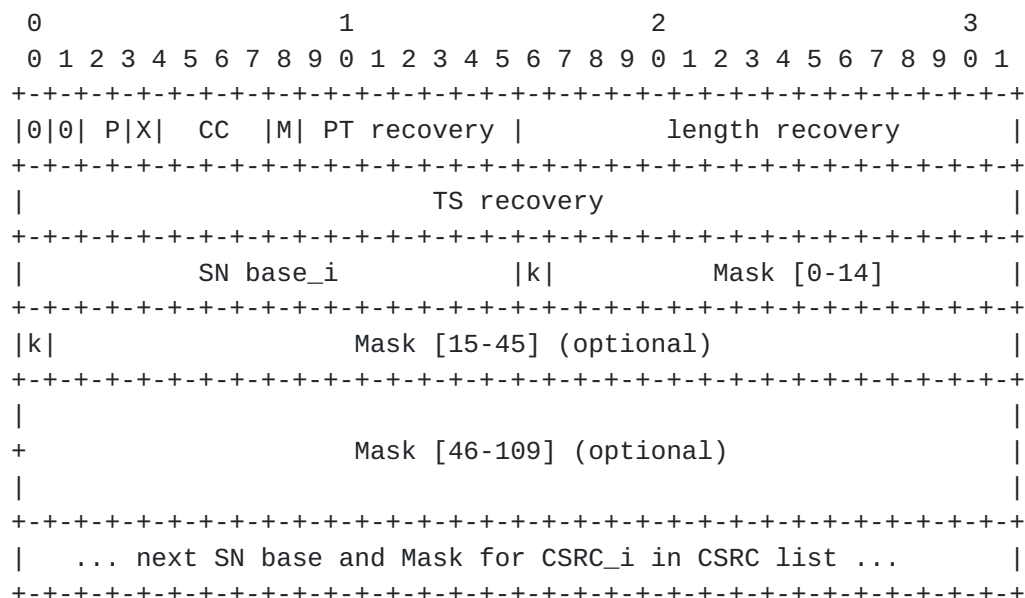 0                   1                   2                   3
 0 1 2 3 4 5 6 7 8 9 0 1 2 3 4 5 6 7 8 9 0 1 2 3 4 5 6 7 8 9 0 1
+-+-+-+-+-+-+-+-+-+-+-+-+-+-+-+-+-+-+-+-+-+-+-+-+-+-+-+-+-+-+-+-+
|0|0| P|X|  CC  |M| PT recovery |         length recovery       |
+-+-+-+-+-+-+-+-+-+-+-+-+-+-+-+-+-+-+-+-+-+-+-+-+-+-+-+-+-+-+-+-+
|                          TS recovery                          |
+-+-+-+-+-+-+-+-+-+-+-+-+-+-+-+-+-+-+-+-+-+-+-+-+-+-+-+-+-+-+-+-+
|           SN base_i           |k|          Mask [0-14]        |
+-+-+-+-+-+-+-+-+-+-+-+-+-+-+-+-+-+-+-+-+-+-+-+-+-+-+-+-+-+-+-+-+
|k|                   Mask [15-45] (optional)                   |
+-+-+-+-+-+-+-+-+-+-+-+-+-+-+-+-+-+-+-+-+-+-+-+-+-+-+-+-+-+-+-+-+
|                                                               |
+                     Mask [46-109] (optional)                  |
|                                                               |
+-+-+-+-+-+-+-+-+-+-+-+-+-+-+-+-+-+-+-+-+-+-+-+-+-+-+-+-+-+-+-+-+
|   ... next SN base and Mask for CSRC_i in CSRC list ...       |
+-+-+-+-+-+-+-+-+-+-+-+-+-+-+-+-+-+-+-+-+-+-+-+-+-+-+-+-+-+-+-+-+